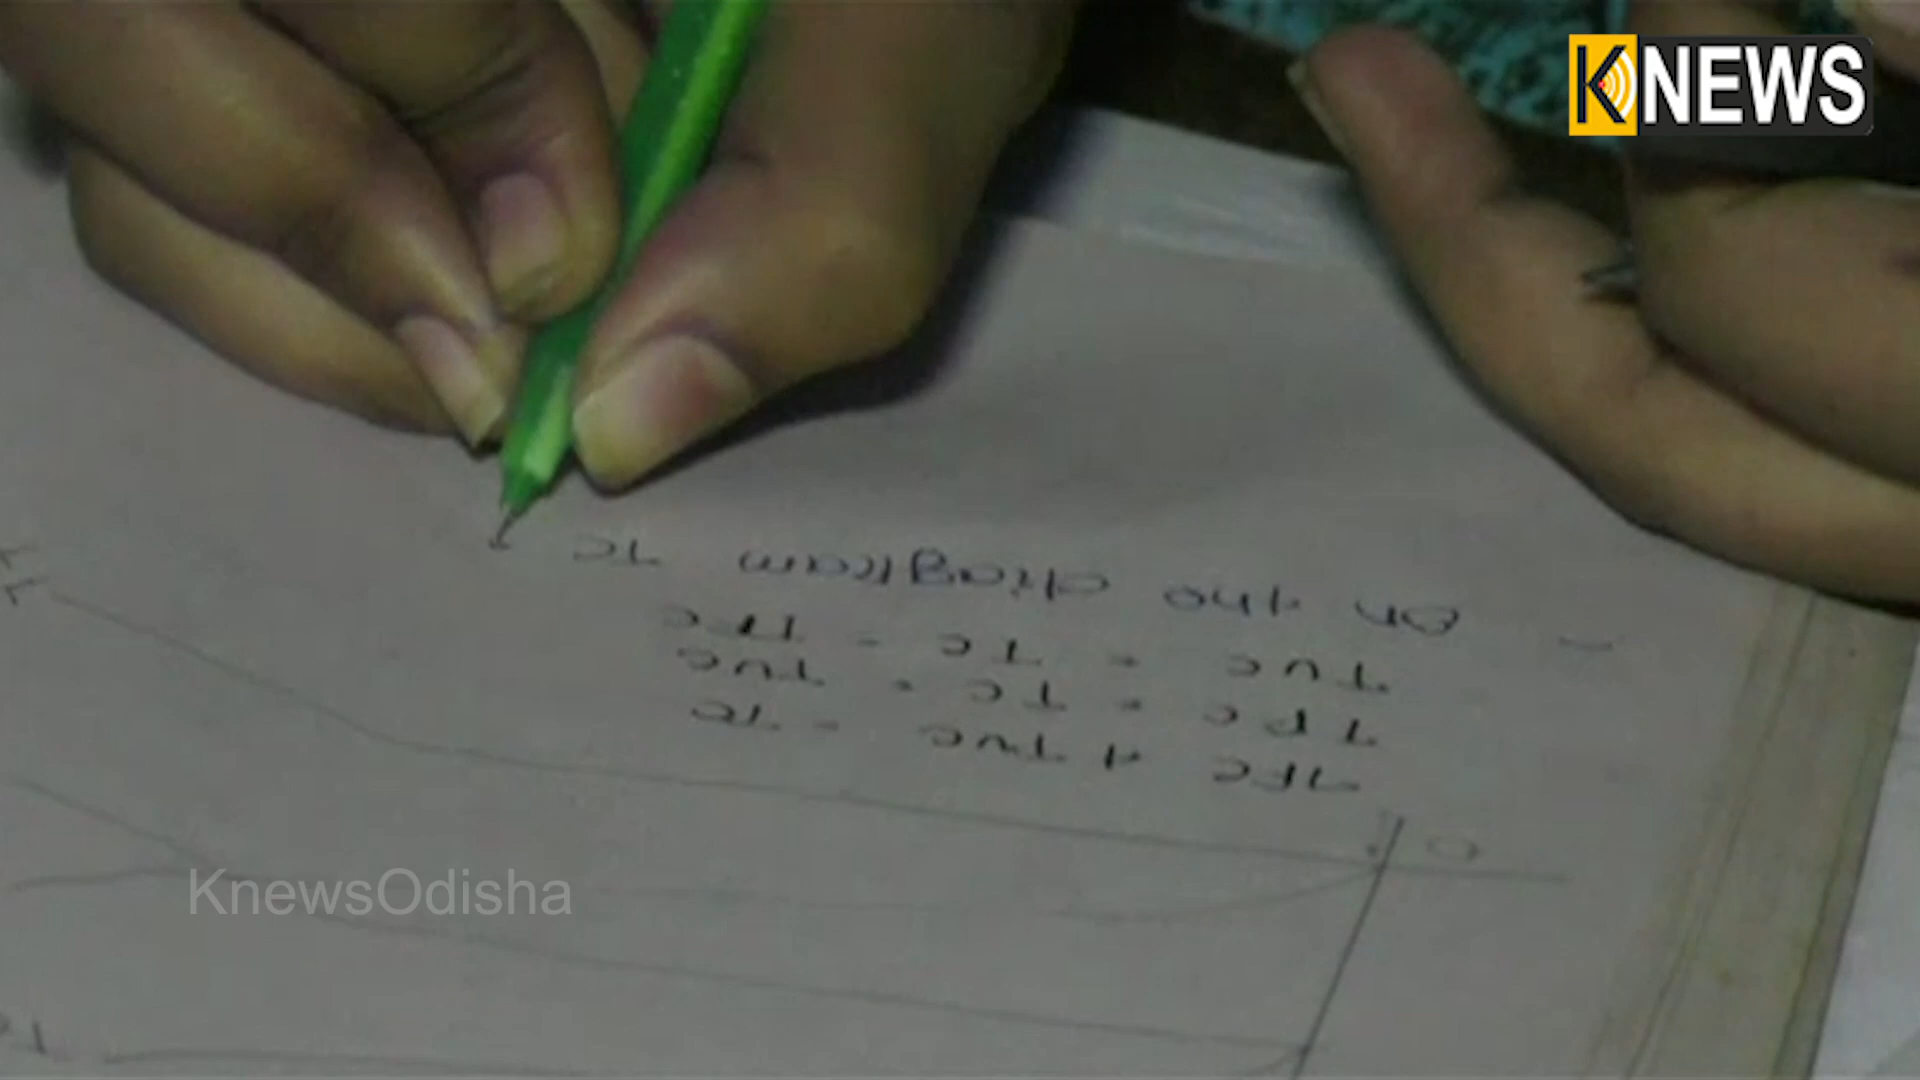 KNEWS
TFC + TVC = TC
TFC = TC - TVC
TVC = TC - TFC
- On the diagram TC
KnewsOdisha